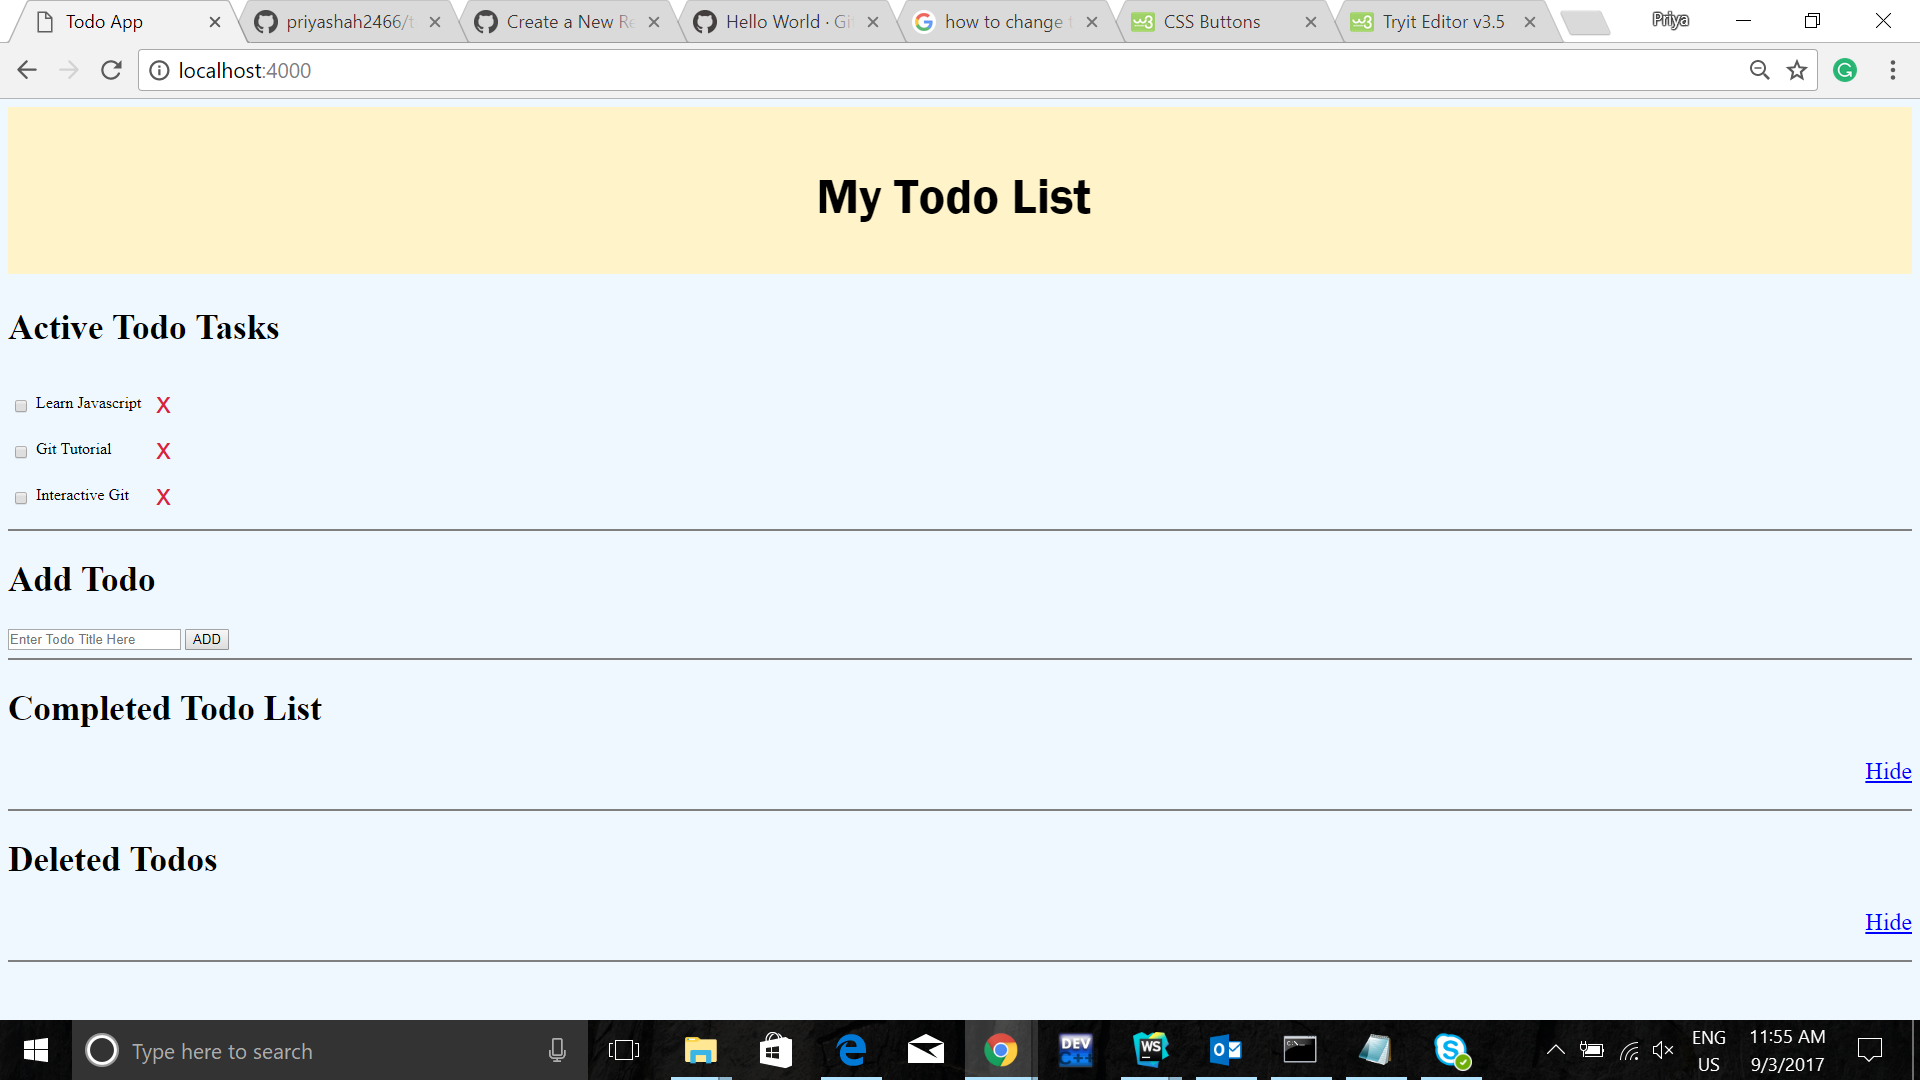 Todo App
priyashah2466/t
Create a New Re
Hello World · Gi
how to change
CSS Buttons
Tryit Editor v3.5
Priya
localhost:4000
My Todo List
Active Todo Tasks
Learn Javascript X
Git Tutorial X
Interactive Git X
Add Todo
Enter Todo Title Here ADD
Completed Todo List
Hide
Deleted Todos
Hide
Type here to search
DEV C++
WS
ENG
US
11:55 AM
9/3/2017